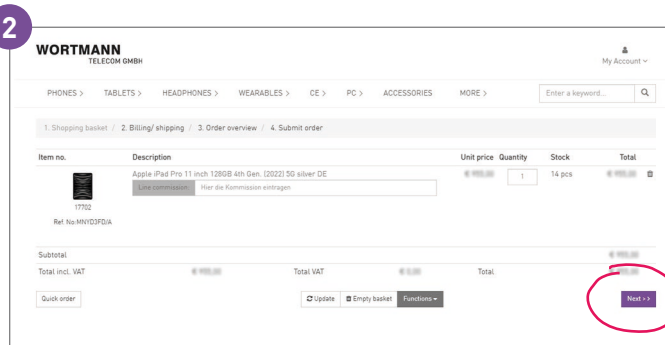 2
WORTMANN
TELECOM GMBH
My Account
PHONES > TABLETS > HEADPHONES > WEARABLES > CE > PC > ACCESSORIES MORE > Enter a keyword...
1. Shopping basket / 2. Billing/ shipping / 3. Order overview / 4. Submit order
Item no. Description Unit price Quantity Stock Total
Apple iPad Pro 11 inch 128GB 4th Gen. (2022) 5G silver DE 1 14 pcs
Line commission: Hier die Kommission eintragen
17702
Ref. No:MNYD3FD/A
Subtotal
Total incl. VAT Total VAT Total
Quick order Update Empty basket Functions Next >>